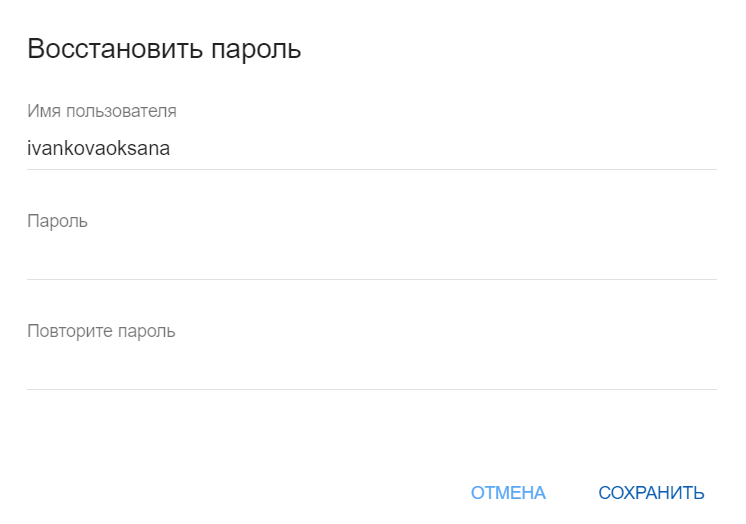 Восстановить пароль
Имя пользователя
ivankovaoksana
Пароль
Повторите пароль
ОТМЕНА СОХРАНИТЬ